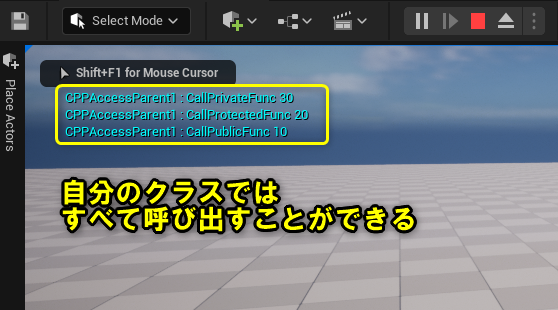 Select Mode
Place Actors
Shift+F1 for Mouse Cursor
CPPAccessParent1 : CallPrivateFunc 30
CPPAccessParent1 : CallProtectedFunc 20
CPPAccessParent1 : CallPublicFunc 10
自分のクラスでは
すべて呼び出すことができる